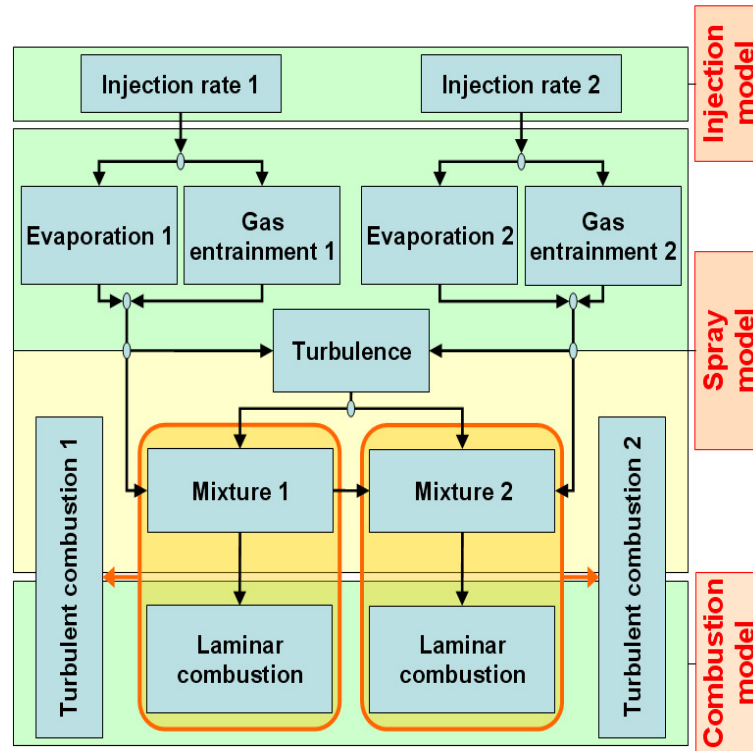 Injection rate 1
Injection rate 2
Injection
model
Evaporation 1
Gas
entrainment 1
Evaporation 2
Gas
entrainment 2
Spray
model
Turbulence
Turbulent combustion 1
Mixture 1
Mixture 2
Turbulent combustion 2
Laminar
combustion
Laminar
combustion
Combustion
model